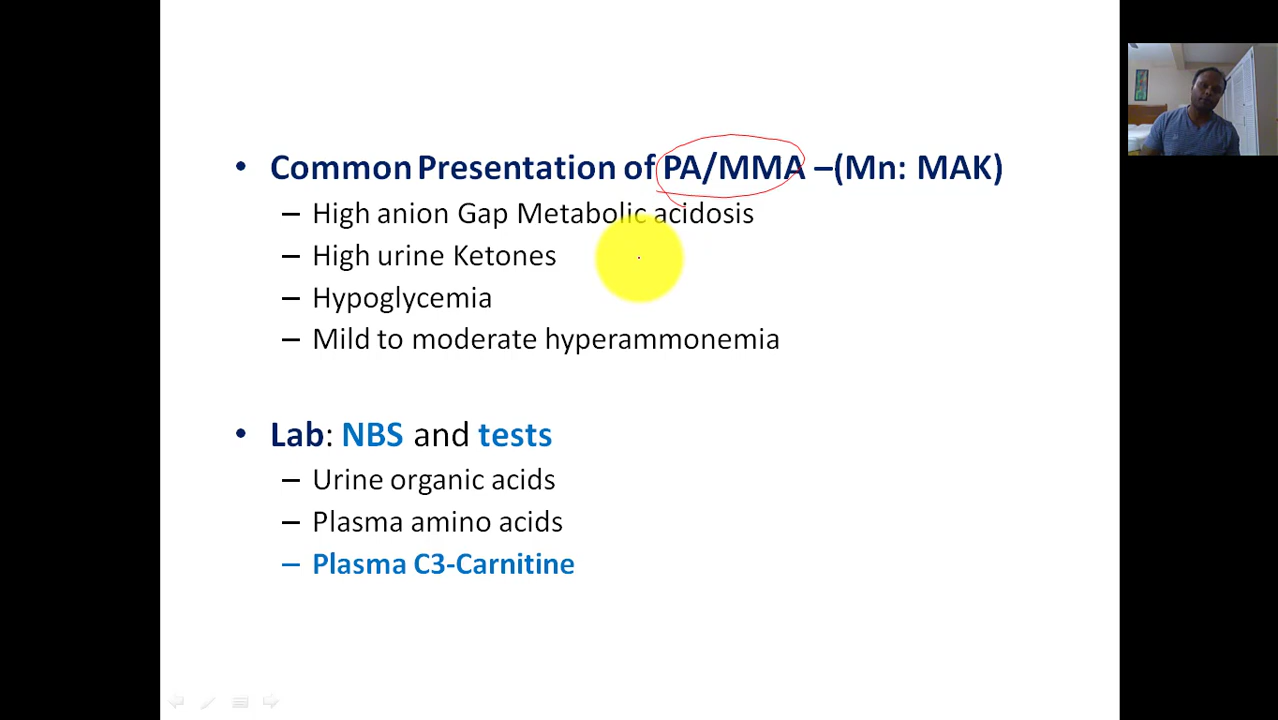 • Common Presentation of PA/MMA –(Mn: MAK)
– High anion Gap Metabolic acidosis
– High urine Ketones
– Hypoglycemia
– Mild to moderate hyperammonemia
• Lab: NBS and tests
– Urine organic acids
– Plasma amino acids
– Plasma C3-Carnitine